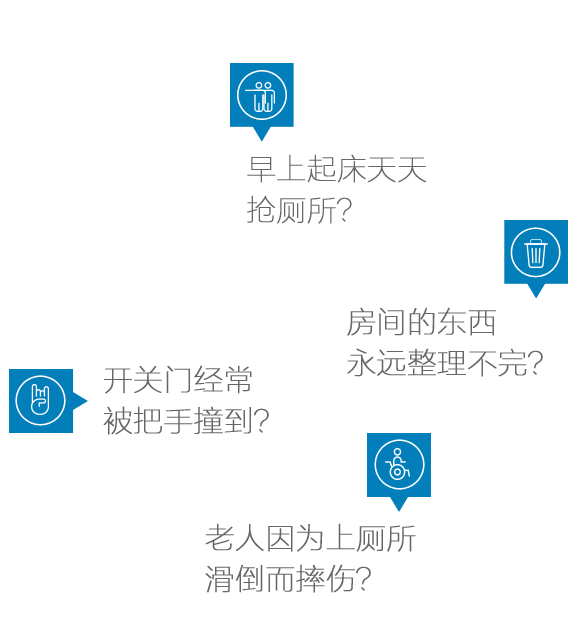 早上起床天天
抢厕所?
房间的东西
永远整理不完?
开关门经常
被把手撞到?
老人因为上厕所
滑倒而摔伤?